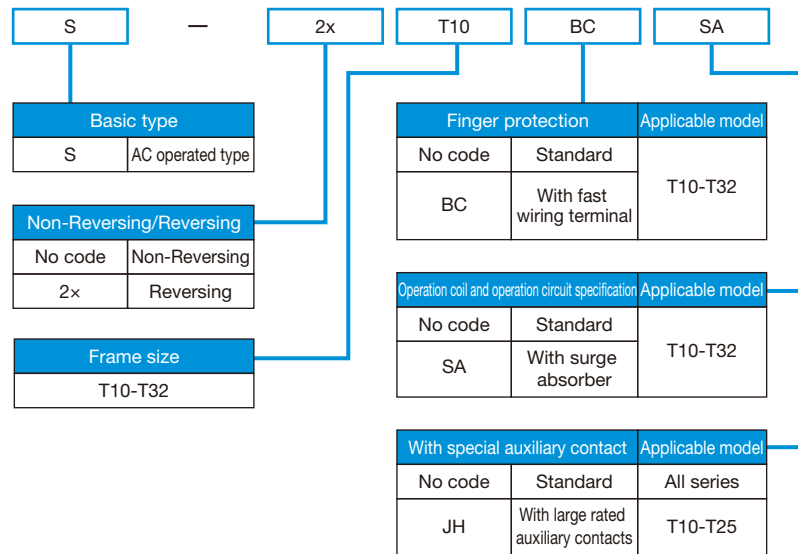 S — 2x T10 BC SA
Basic type
S AC operated type
Non-Reversing/Reversing
No code Non-Reversing
2× Reversing
Frame size
T10-T32
Finger protection Applicable model
No code Standard
T10-T32
BC With fast
wiring terminal
Operation coil and operation circuit specification Applicable model
No code Standard
T10-T32
SA With surge
absorber
With special auxiliary contact Applicable model
No code Standard All series
JH With large rated
auxiliary contacts T10-T25